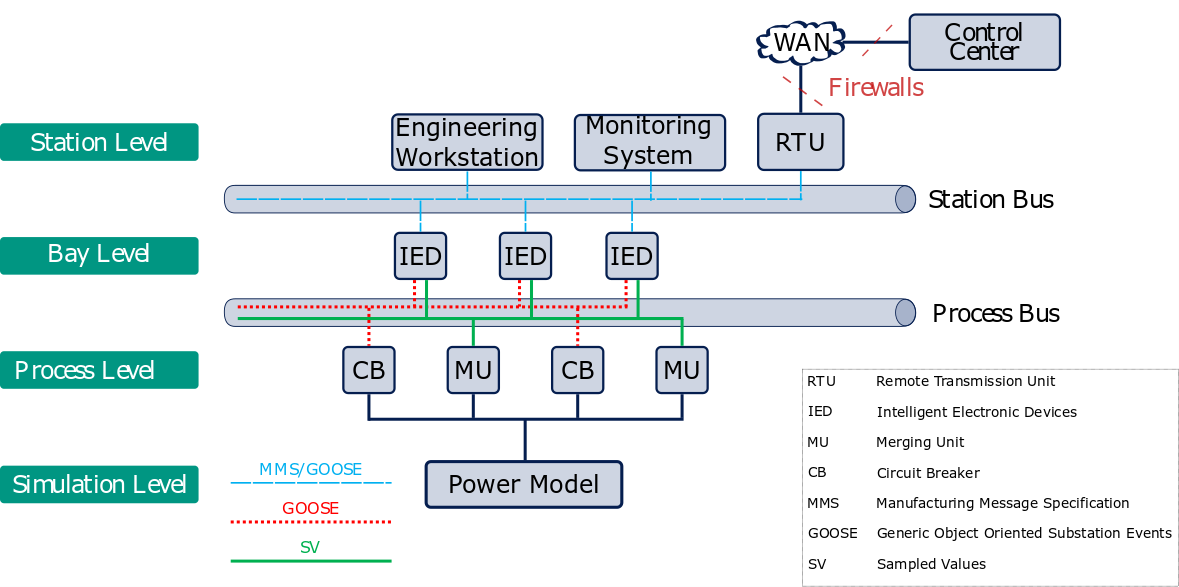 WAN
Control
Center
Firewalls
Station Level
Engineering
Workstation
Monitoring
System
RTU
Station Bus
Bay Level
IED
IED
IED
Process Bus
Process Level
CB
MU
CB
MU
Simulation Level
MMS/GOOSE
GOOSE
SV
Power Model
RTU Remote Transmission Unit
IED Intelligent Electronic Devices
MU Merging Unit
CB Circuit Breaker
MMS Manufacturing Message Specification
GOOSE Generic Object Oriented Substation Events
SV Sampled Values